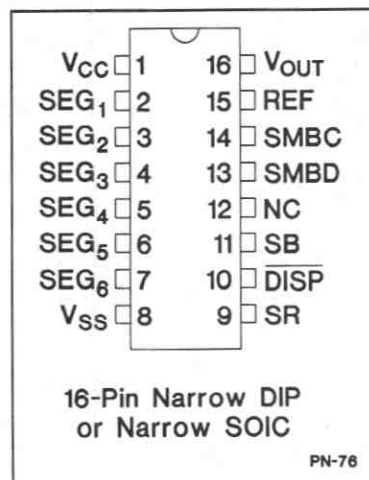 VCC 1 16 VOUT
SEG1 2 15 REF
SEG2 3 14 SMBC
SEG3 4 13 SMBD
SEG4 5 12 NC
SEG5 6 11 SB
SEG6 7 10 DISP
VSS 8 9 SR
16-Pin Narrow DIP
or Narrow SOIC
PN-76